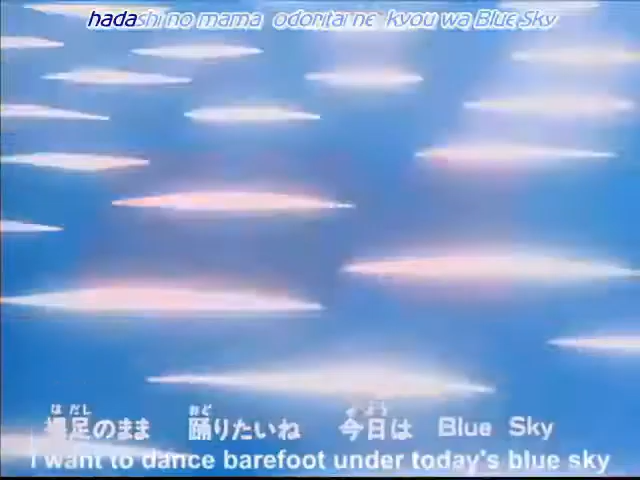 hadashi no mama odoritai ne kyou wa Blue Sky
はだし おど きょう
裸足のまま 踊りたいね 今日は Blue Sky
I want to dance barefoot under today's blue sky